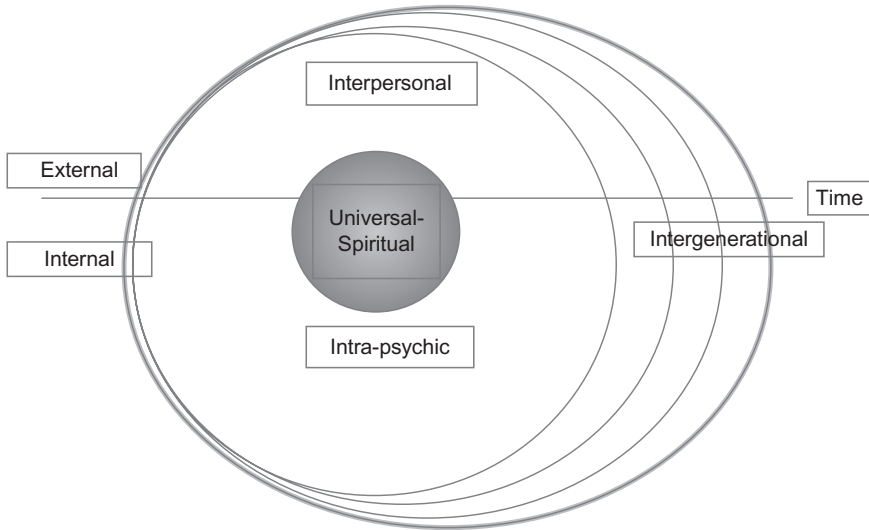 Interpersonal
External
Time
Universal-
Spiritual
Intergenerational
Internal
Intra-psychic